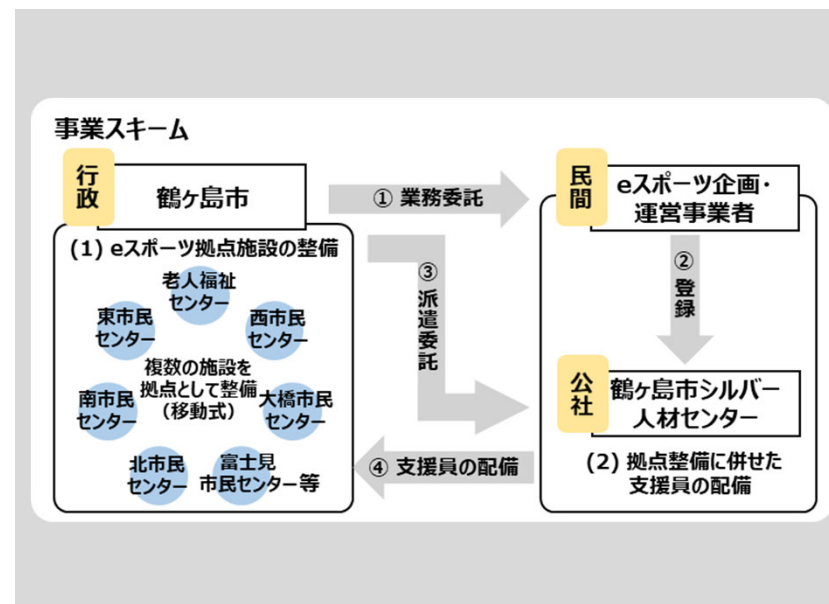 事業スキーム
行政
鶴ヶ島市
① 業務委託
民間
eスポーツ企画・
運営事業者
(1) eスポーツ拠点施設の整備
老人福祉
センター
東市民
センター
西市民
センター
複数の施設を
拠点として整備
（移動式）
南市民
センター
大橋市民
センター
北市民
センター
富士見
市民センター等
③派遣委託
②登録
公社
鶴ヶ島市シルバー
人材センター
④ 支援員の配備
(2) 拠点整備に併せた
支援員の配備